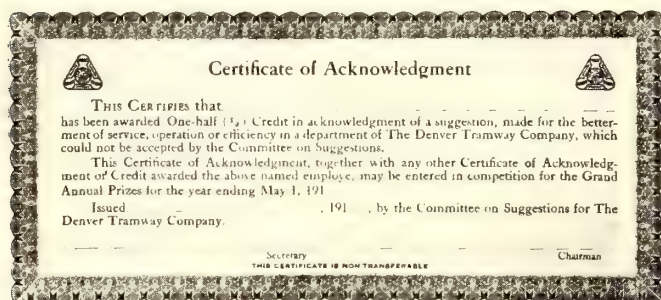 Certificate of Acknowledgment
THIS CERTIFIES that
has been awarded One-half (½) Credit in acknowledgment of a suggestion, made for the better-
ment of service, operation or efficiency in a department of The Denver Tramway Company, which
could not be accepted by the Committee on Suggestions.
This Certificate of Acknowledgment, together with any other Certificate of Acknowledg-
ment of Credit awarded the above named employe, may be entered in competition for the Grand
Annual Prizes for the year ending May 1, 191
Issued , 191 , by the Committee on Suggestions for The
Denver Tramway Company.
Secretary Chairman
THIS CERTIFICATE IS NON TRANSFERABLE